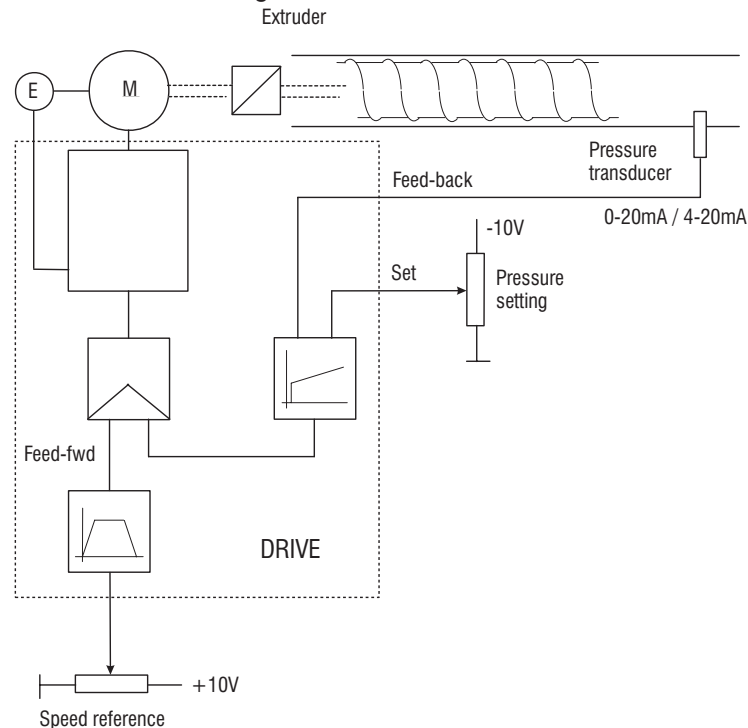 Extruder
E
M
Pressure
transducer
Feed-back
0-20mA / 4-20mA
-10V
Set
Pressure
setting
Feed-fwd
DRIVE
+10V
Speed reference